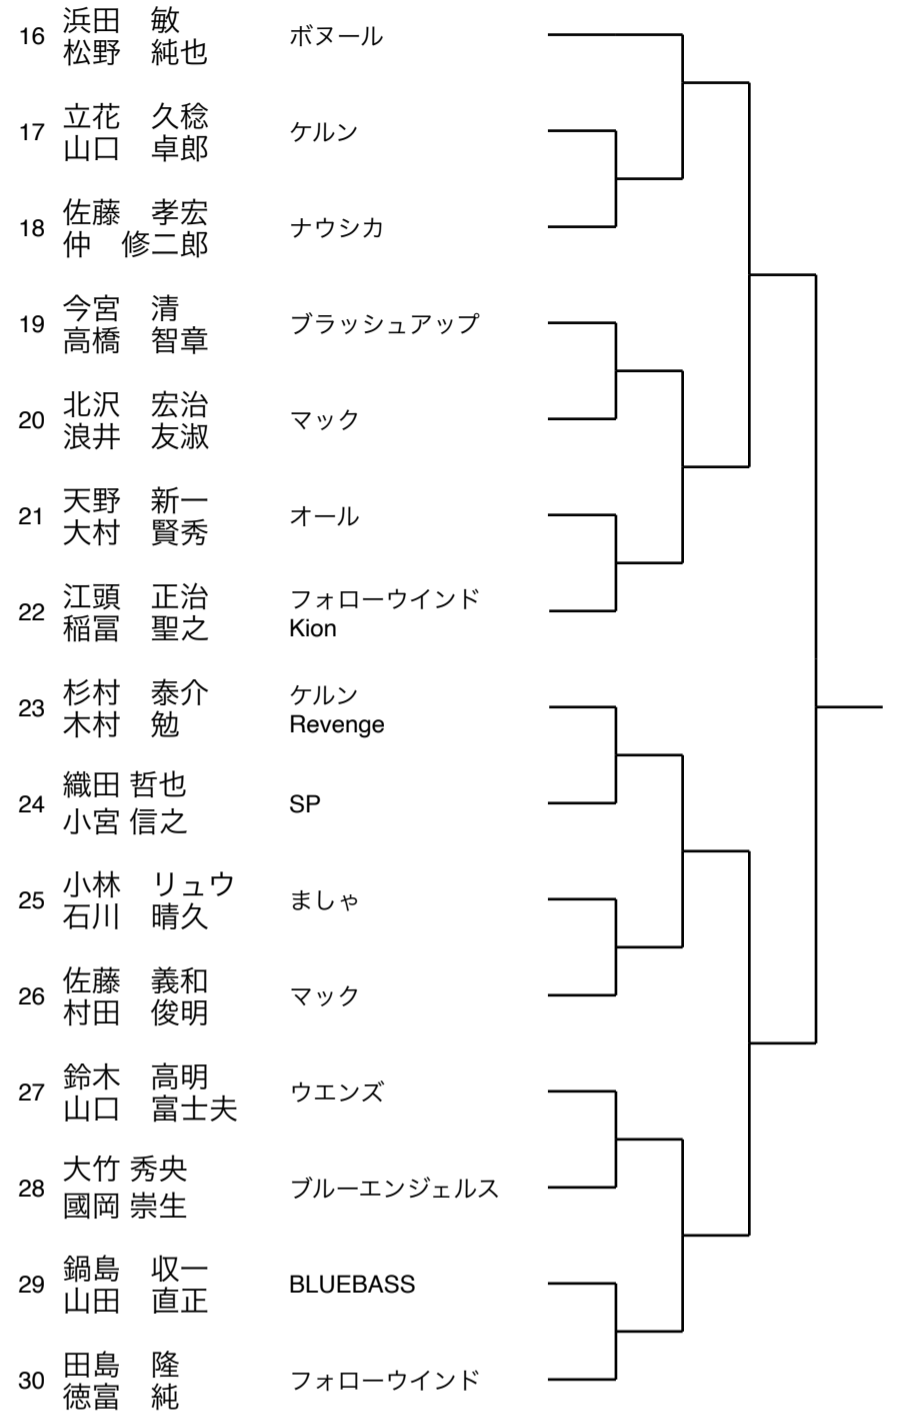 16 浜田　敏 ボヌール
松野　純也
17 立花　久稔 ケルン
山口　卓郎
18 佐藤　孝宏 ナウシカ
仲　修二郎
19 今宮　清 ブラッシュアップ
高橋　智章
20 北沢　宏治 マック
浪井　友淑
21 天野　新一 オール
大村　賢秀
22 江頭　正治 フォローウインド
稲冨　聖之 Kion
23 杉村　泰介 ケルン
木村　勉 Revenge
24 織田 哲也 SP
小宮 信之
25 小林　リュウ ましゃ
石川　晴久
26 佐藤　義和 マック
村田　俊明
27 鈴木　高明 ウエンズ
山口　富士夫
28 大竹 秀央 ブルーエンジェルス
國岡 崇生
29 鍋島　収一 BLUEBASS
山田　直正
30 田島　隆 フォローウインド
徳富　純